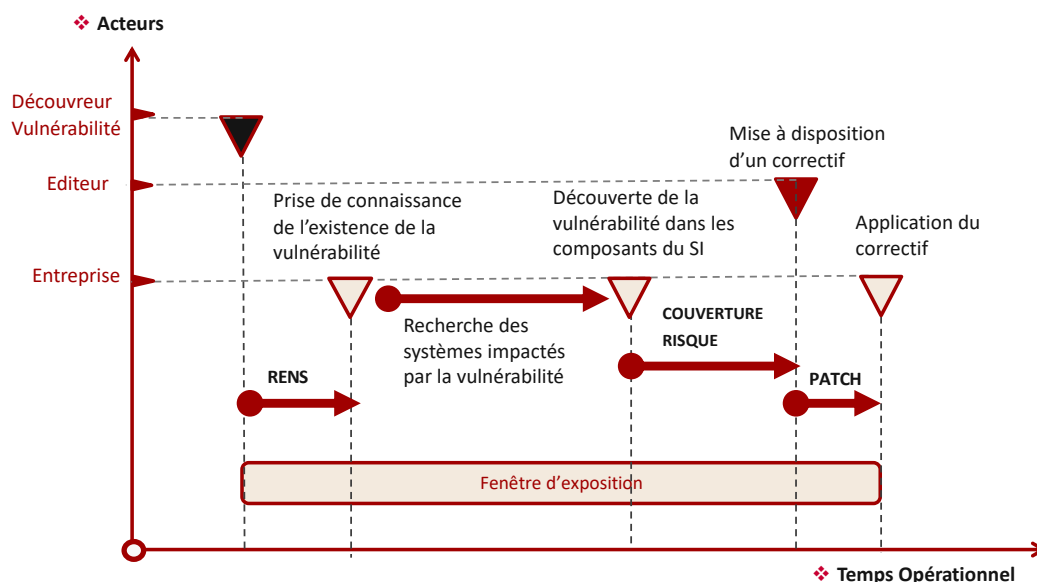 ❖ Acteurs
Découvreur
Vulnérabilité
Mise à disposition
d'un correctif
Editeur
Prise de connaissance
de l'existence de la
vulnérabilité
Découverte de la
vulnérabilité dans les
composants du SI
Application du
correctif
Entreprise
Recherche des
systèmes impactés
par la vulnérabilité
COUVERTURE
RISQUE
RENS
PATCH
Fenêtre d'exposition
❖ Temps Opérationnel